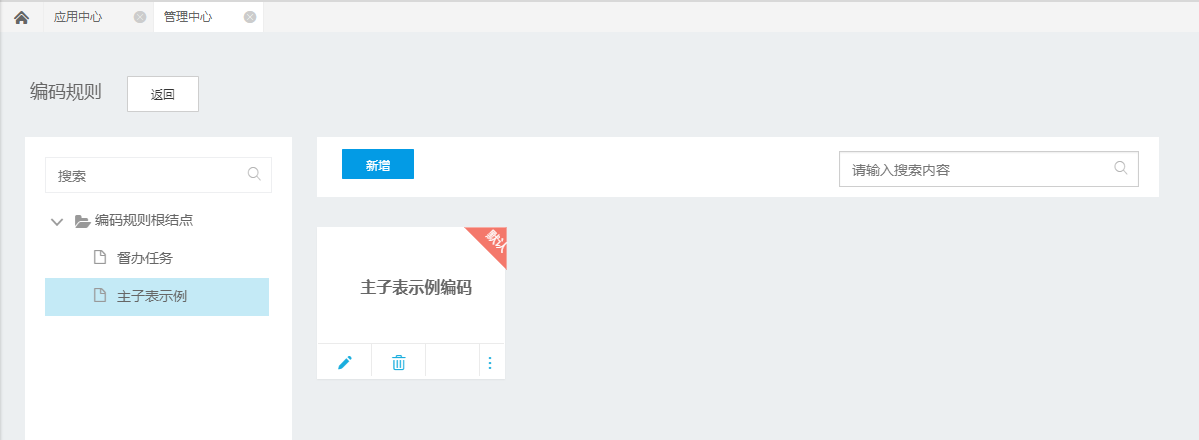 应用中心
管理中心
编码规则
返回
搜索
编码规则根结点
督办任务
主子表示例
新增
请输入搜索内容
默认
主子表示例编码